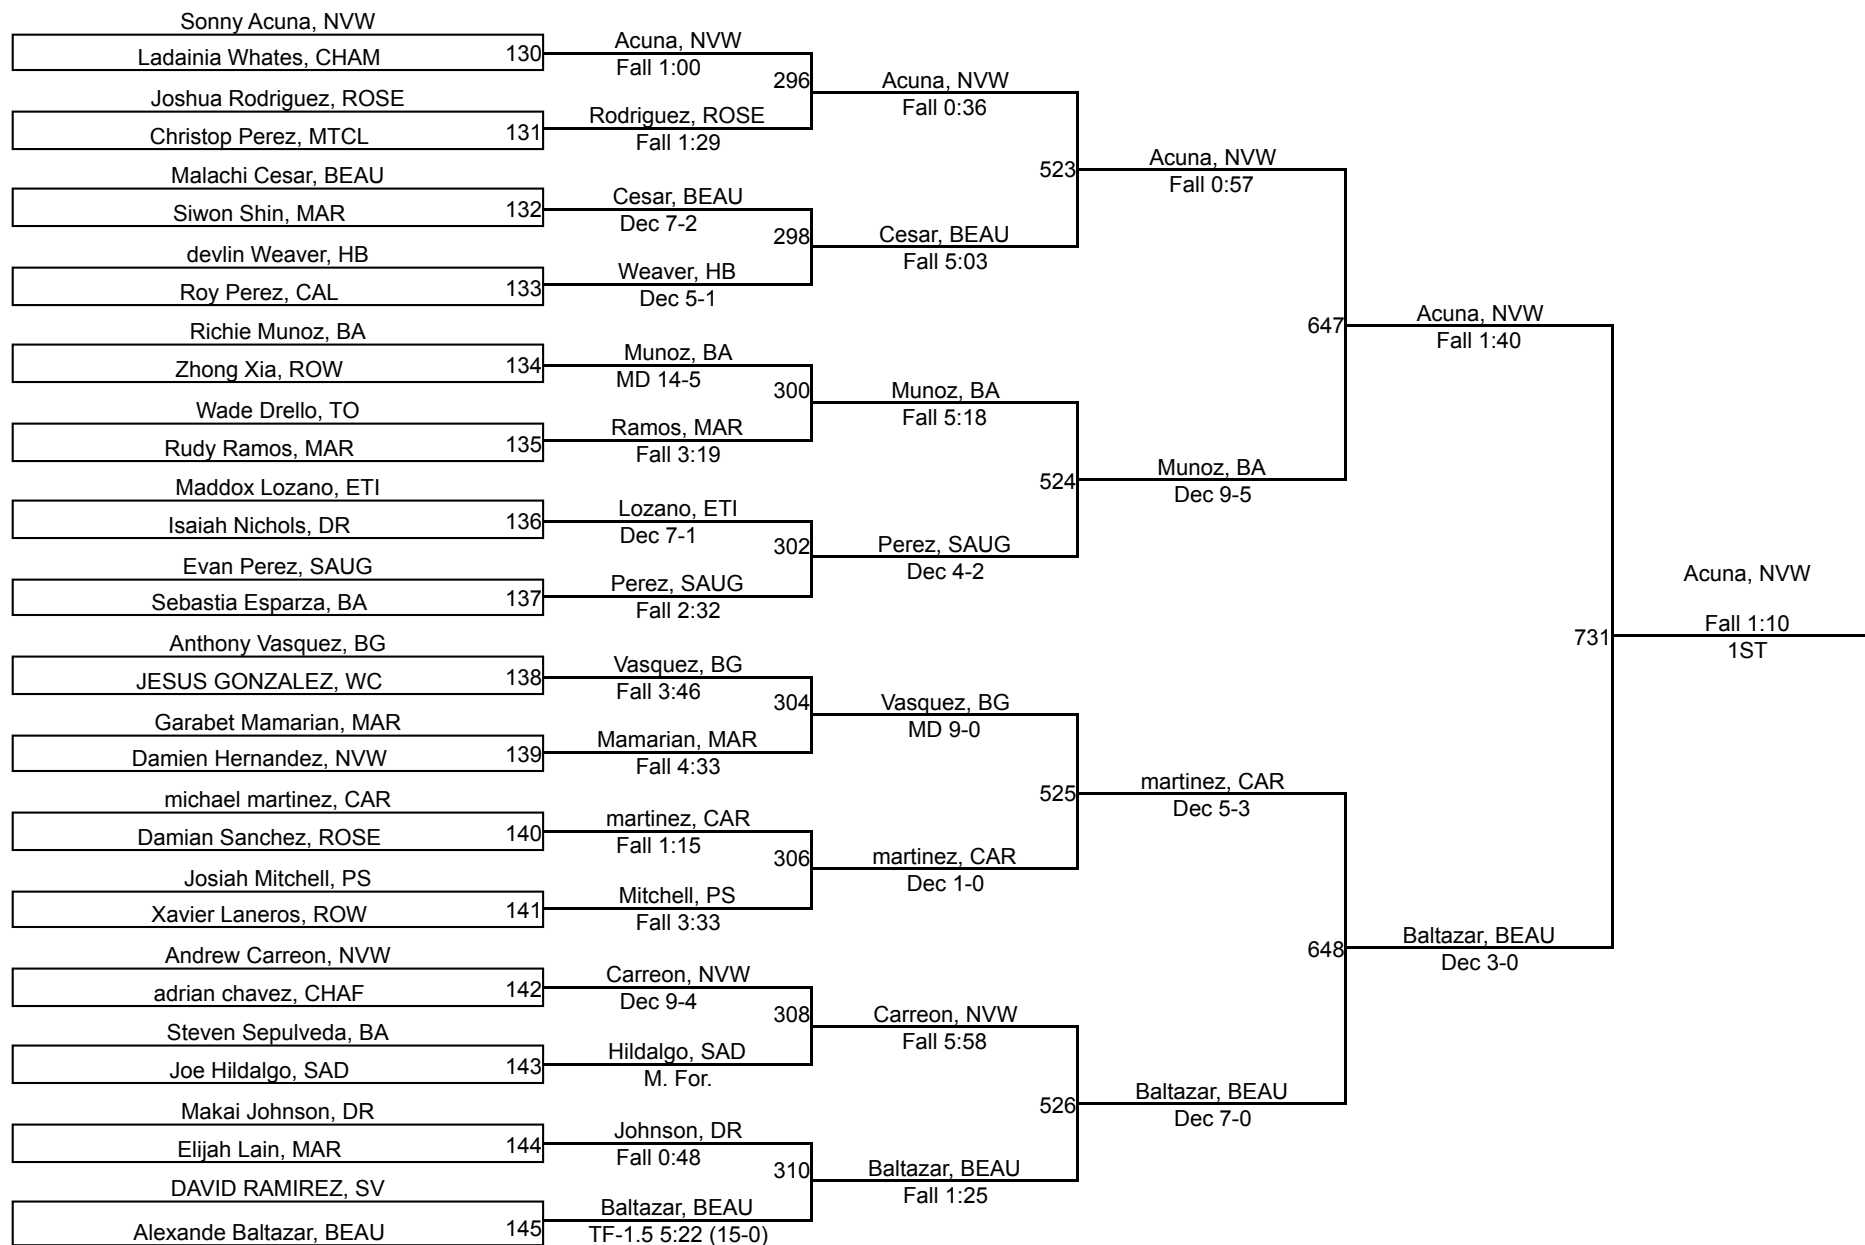 Sonny Acuna, NVW
Ladainia Whates, CHAM
130
Joshua Rodriguez, ROSE
Christop Perez, MTCL
131
Malachi Cesar, BEAU
Siwon Shin, MAR
132
devlin Weaver, HB
Roy Perez, CAL
133
Richie Munoz, BA
Zhong Xia, ROW
134
Wade Drello, TO
Rudy Ramos, MAR
135
Maddox Lozano, ETI
Isaiah Nichols, DR
136
Evan Perez, SAUG
Sebastia Esparza, BA
137
Anthony Vasquez, BG
JESUS GONZALEZ, WC
138
Garabet Mamarian, MAR
Damien Hernandez, NVW
139
michael martinez, CAR
Damian Sanchez, ROSE
140
Josiah Mitchell, PS
Xavier Laneros, ROW
141
Andrew Carreon, NVW
adrian chavez, CHAF
142
Steven Sepulveda, BA
Joe Hildalgo, SAD
143
Makai Johnson, DR
Elijah Lain, MAR
144
DAVID RAMIREZ, SV
Alexande Baltazar, BEAU
145
Acuna, NVW
Fall 1:00
296
Rodriguez, ROSE
Fall 1:29
Cesar, BEAU
Dec 7-2
298
Weaver, HB
Dec 5-1
Munoz, BA
MD 14-5
300
Ramos, MAR
Fall 3:19
Lozano, ETI
Dec 7-1
302
Perez, SAUG
Fall 2:32
Vasquez, BG
Fall 3:46
304
Mamarian, MAR
Fall 4:33
martinez, CAR
Fall 1:15
306
Mitchell, PS
Fall 3:33
Carreon, NVW
Dec 9-4
308
Hildalgo, SAD
M. For.
Johnson, DR
Fall 0:48
310
Baltazar, BEAU
TF-1.5 5:22 (15-0)
Acuna, NVW
Fall 0:36
523
Cesar, BEAU
Fall 5:03
Munoz, BA
Fall 5:18
524
Perez, SAUG
Dec 4-2
Vasquez, BG
MD 9-0
525
martinez, CAR
Dec 1-0
Carreon, NVW
Fall 5:58
526
Baltazar, BEAU
Fall 1:25
Acuna, NVW
Fall 0:57
647
Munoz, BA
Dec 9-5
martinez, CAR
Dec 5-3
648
Baltazar, BEAU
Dec 7-0
Acuna, NVW
Fall 1:40
731
Baltazar, BEAU
Dec 3-0
Acuna, NVW
Fall 1:10
1ST